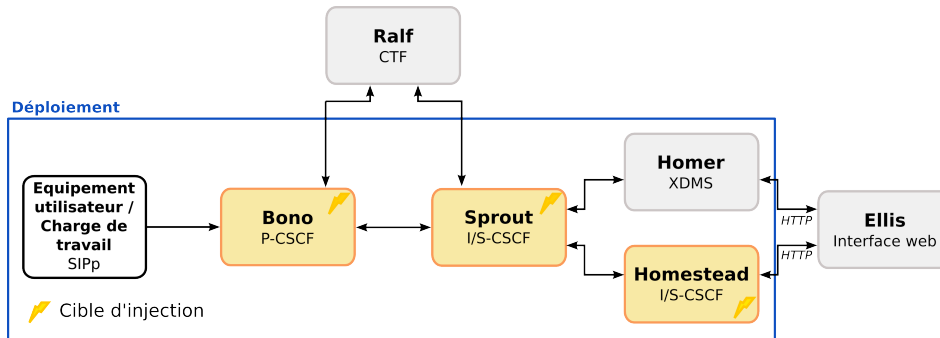 Ralf
CTF
Déploiement
Equipement
utilisateur /
Charge de
travail
SIPp
Bono
P-CSCF
Sprout
I/S-CSCF
Homer
XDMS
Homestead
I/S-CSCF
HTTP
HTTP
Ellis
Interface web
Cible d'injection